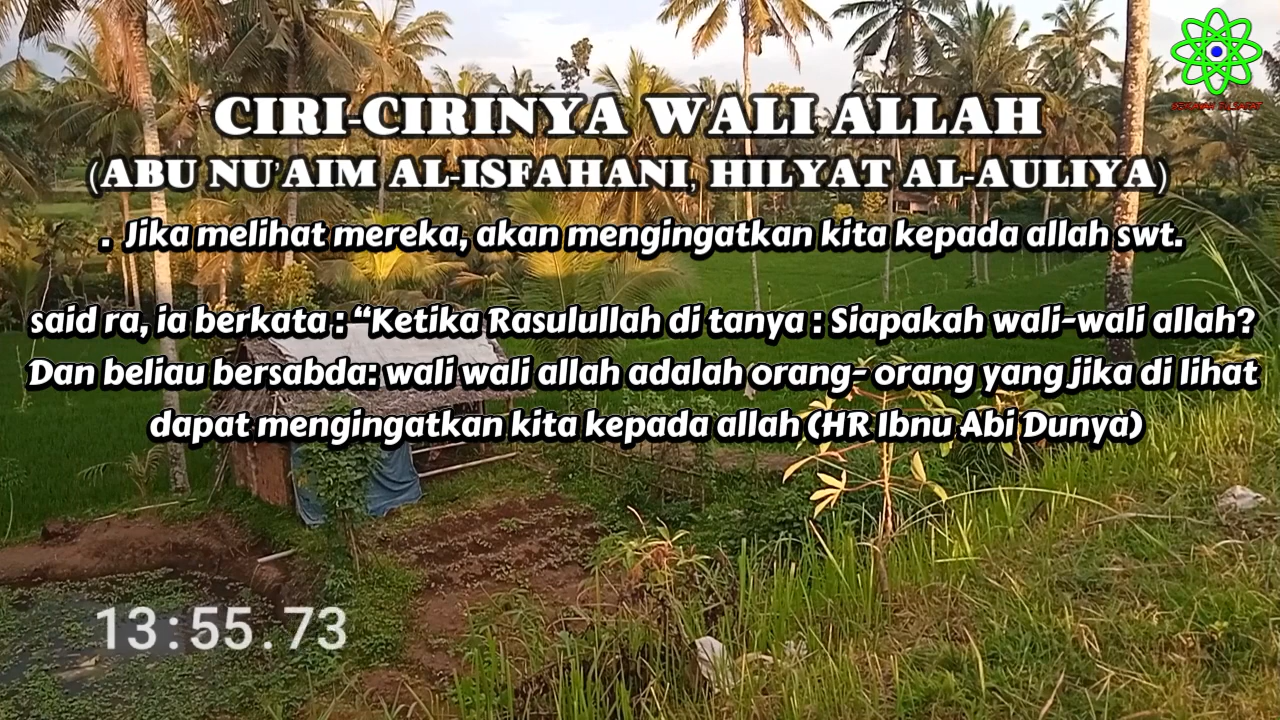 CIRI-CIRINYA WALI ALLAH
(ABU NU'AIM AL-ISFAHANI, HILYAT AL-AULIYA)
. Jika melihat mereka, akan mengingatkan kita kepada allah swt.
said ra, ia berkata : “Ketika Rasulullah di tanya : Siapakah wali-wali allah?
Dan beliau bersabda: wali wali allah adalah orang- orang yang jika di lihat
dapat mengingatkan kita kepada allah (HR Ibnu Abi Dunya)
13:55.73